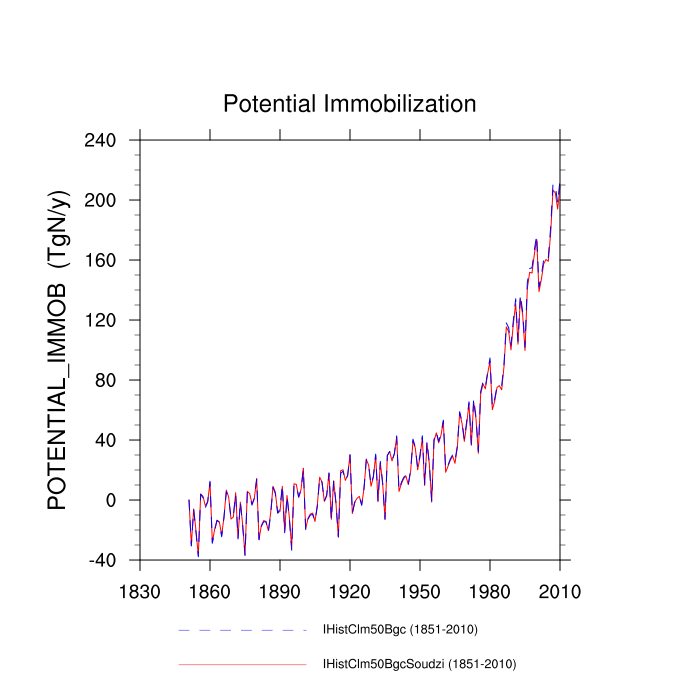 Potential Immobilization
POTENTIAL_IMMOB (TgN/y)
240
200
160
120
80
40
0
-40
1830 1860 1890 1920 1950 1980 2010
IHistClm50Bgc (1851-2010)
IHistClm50BgcSoudzi (1851-2010)